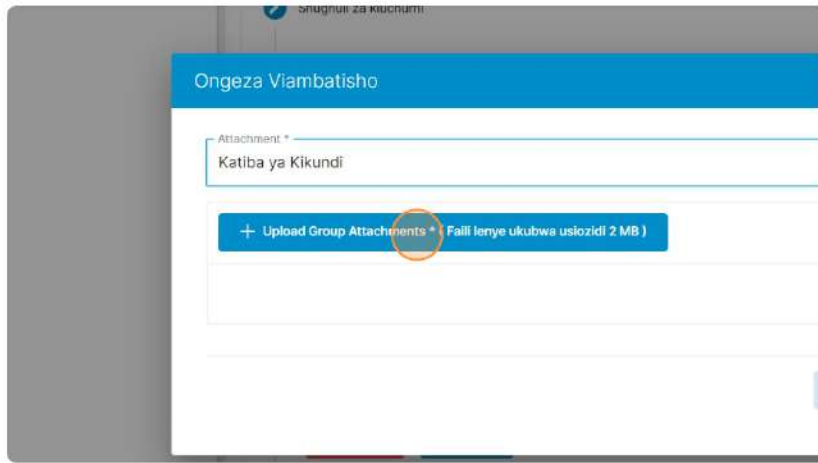 Shughuli za kiuchumi
Ongeza Viambatisho
Attachment *
Katiba ya Kikundi
+ Upload Group Attachments * ( Faili lenye ukubwa usiozidi 2 MB )